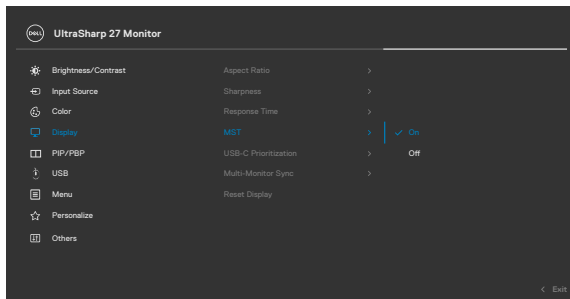 DELL UltraSharp 27 Monitor
Brightness/Contrast Aspect Ratio >
Input Source Sharpness >
Color Response Time >
Display MST > ✓ On
PIP/PBP USB-C Prioritization > Off
USB Multi-Monitor Sync >
Menu Reset Display
Personalize
Others
< Exit